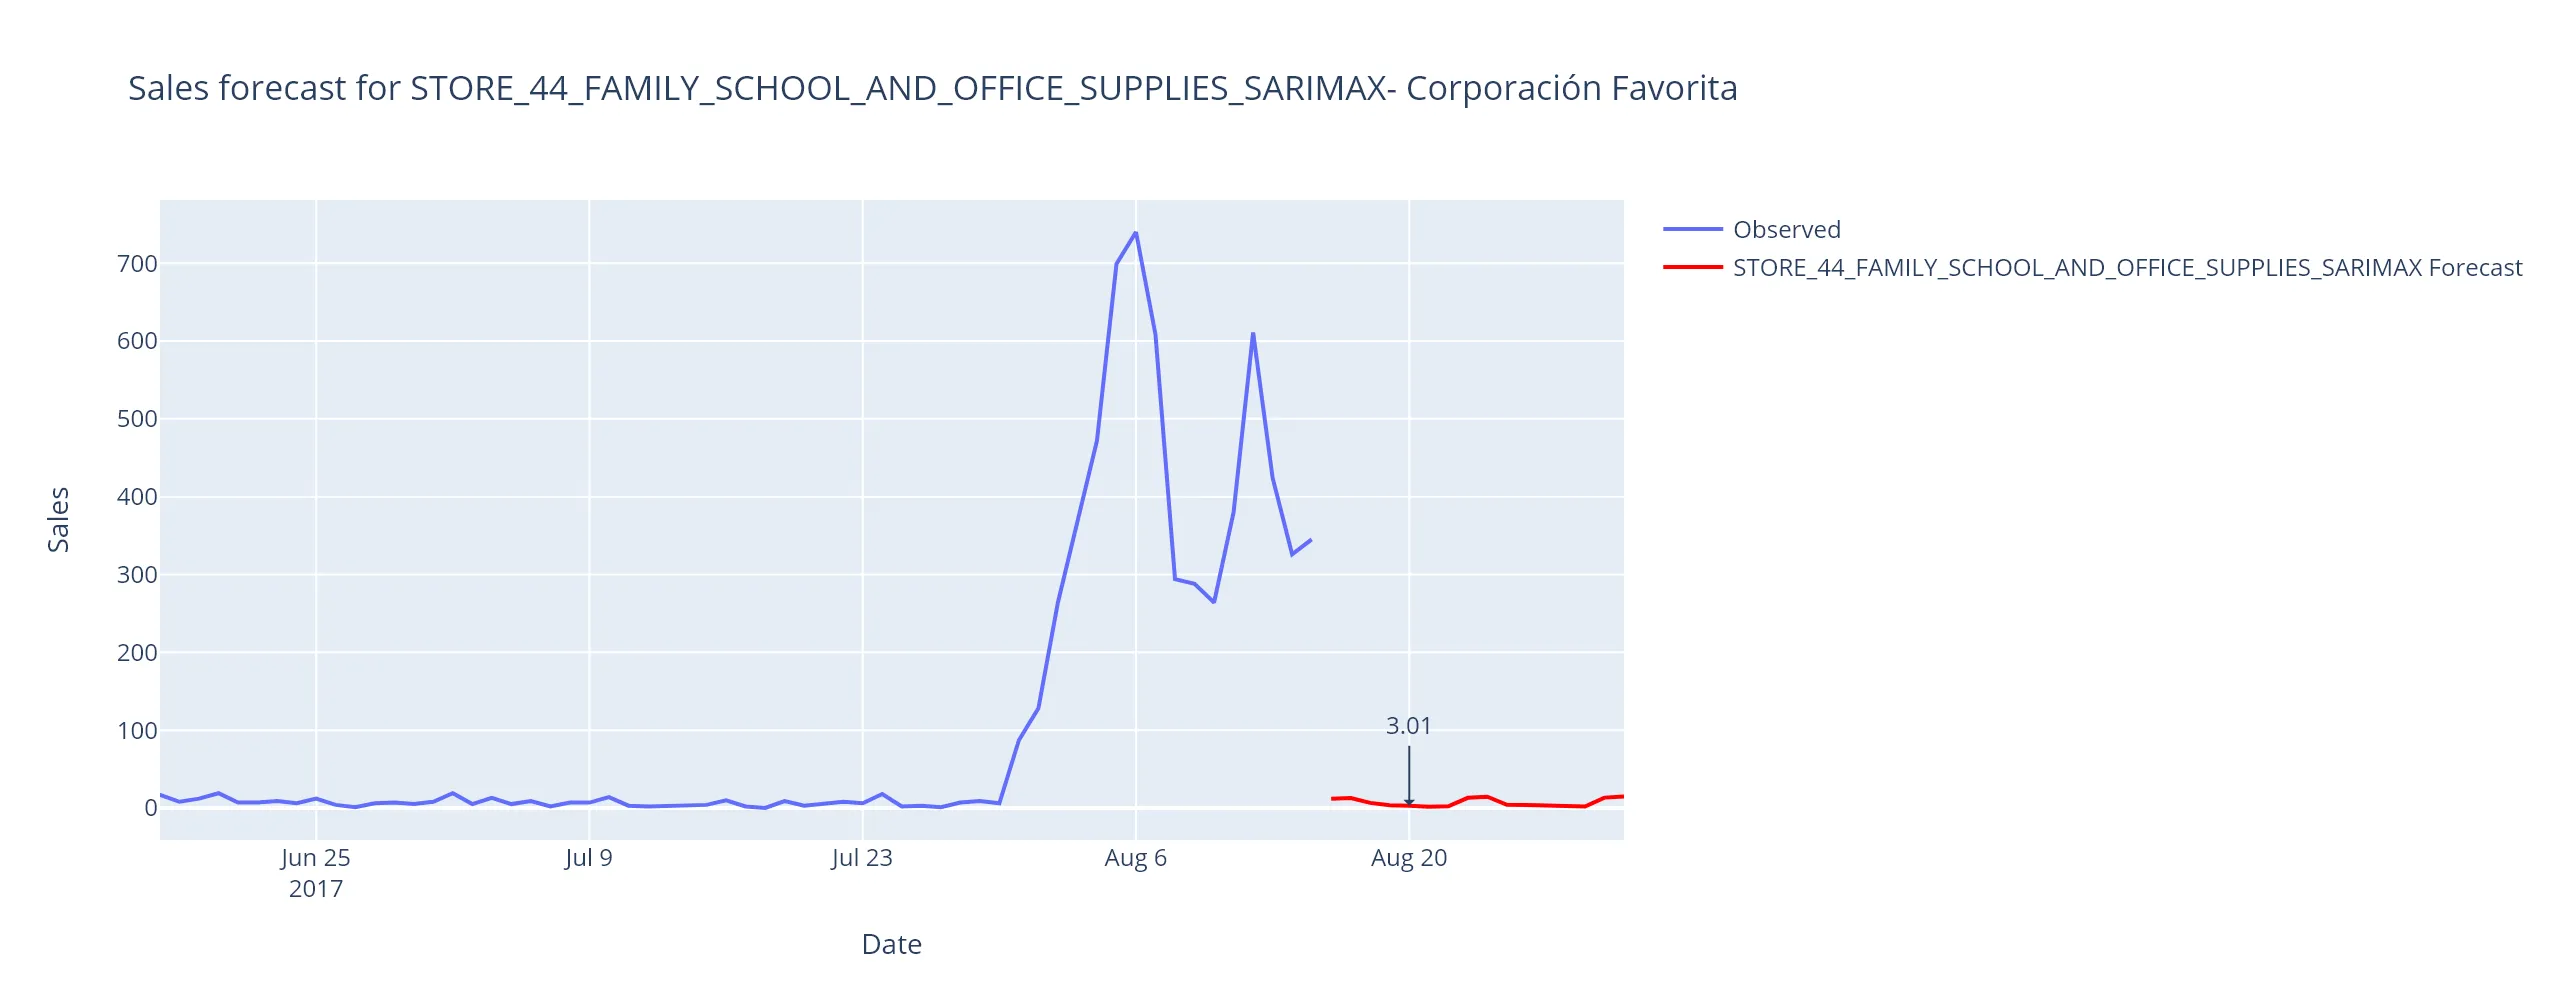 Sales forecast for STORE_44_FAMILY_SCHOOL_AND_OFFICE_SUPPLIES_SARIMAX- Corporación Favorita
Observed
STORE_44_FAMILY_SCHOOL_AND_OFFICE_SUPPLIES_SARIMAX Forecast
Sales
700
600
500
400
300
200
100
0
3.01
Jun 25
2017
Jul 9
Jul 23
Aug 6
Aug 20
Date